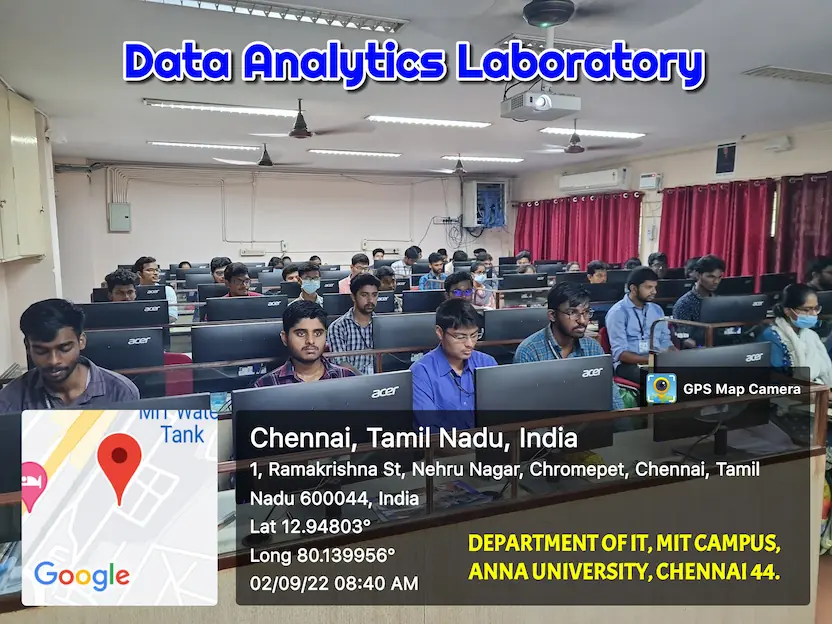 Data Analytics Laboratory
acer
acer
acer
acer
acer
acer
acer
acer
GPS Map Camera
MIT Water
Tank
Google
Chennai, Tamil Nadu, India
1, Ramakrishna St, Nehru Nagar, Chromepet, Chennai, Tamil
Nadu 600044, India
Lat 12.94803°
Long 80.139956°
02/09/22 08:40 AM
DEPARTMENT OF IT, MIT CAMPUS,
ANNA UNIVERSITY, CHENNAI 44.